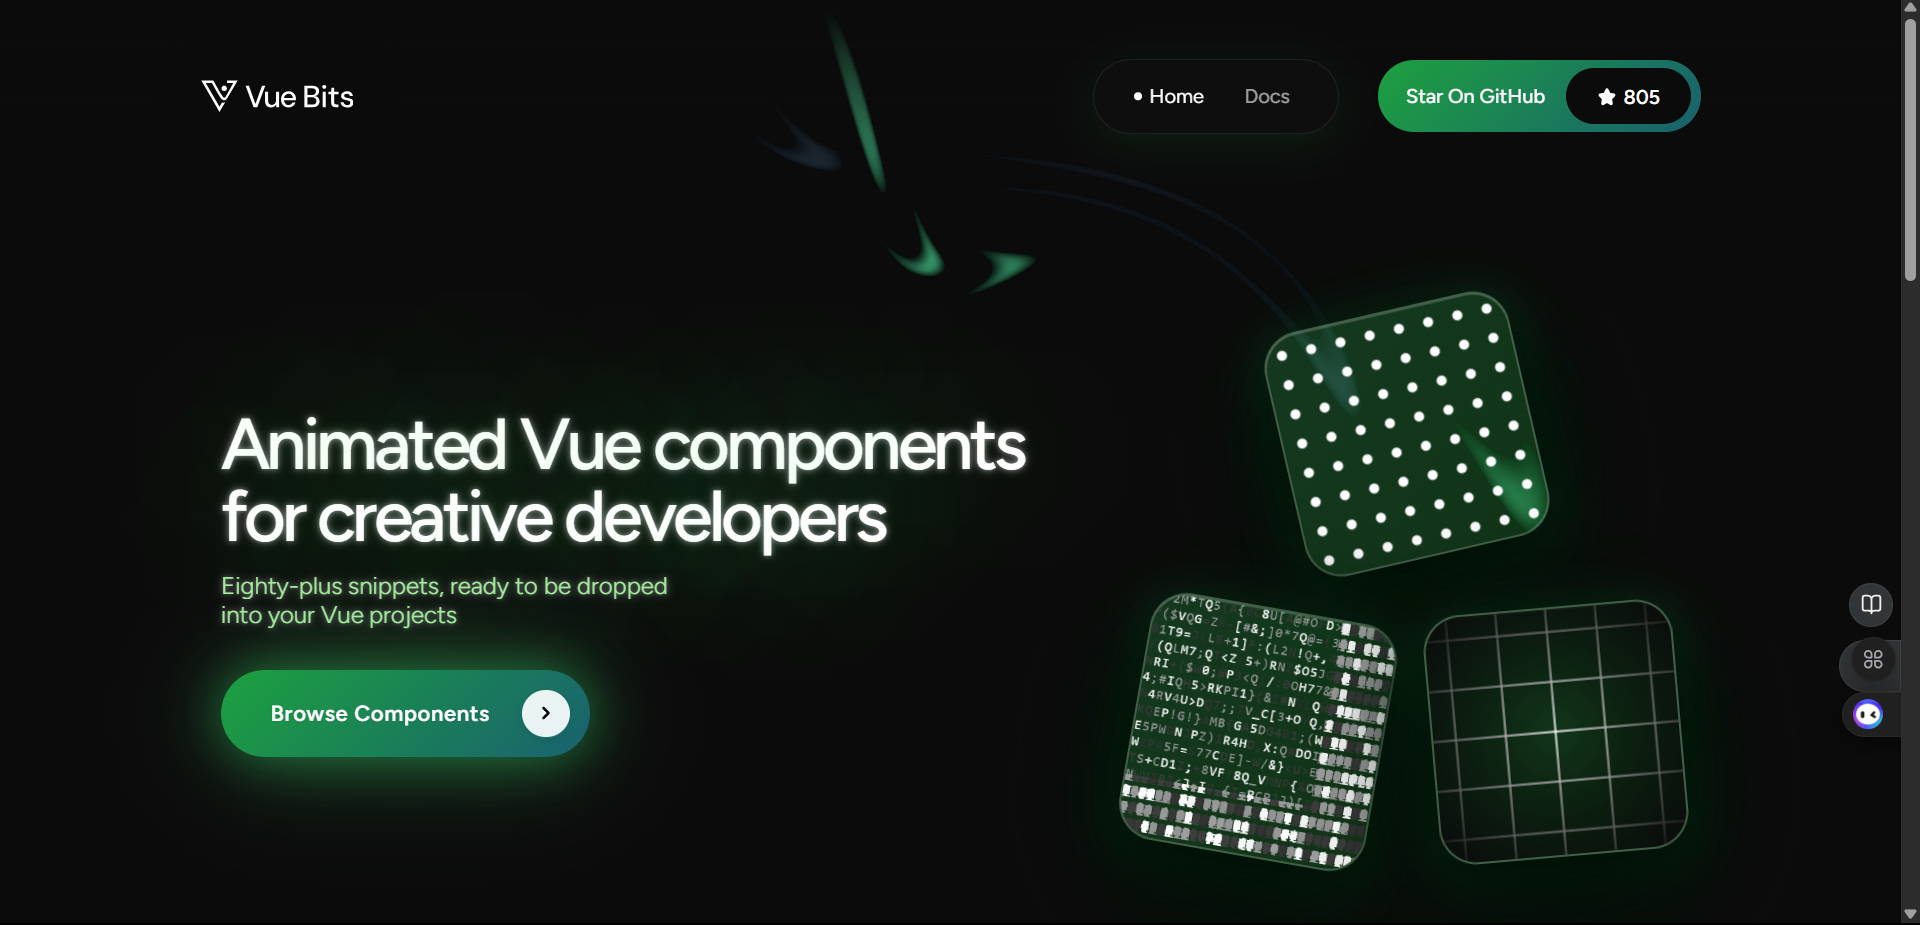 Vue Bits
Home
Docs
Star On GitHub
805
Animated Vue components
for creative developers
Eighty-plus snippets, ready to be dropped
into your Vue projects
Browse Components